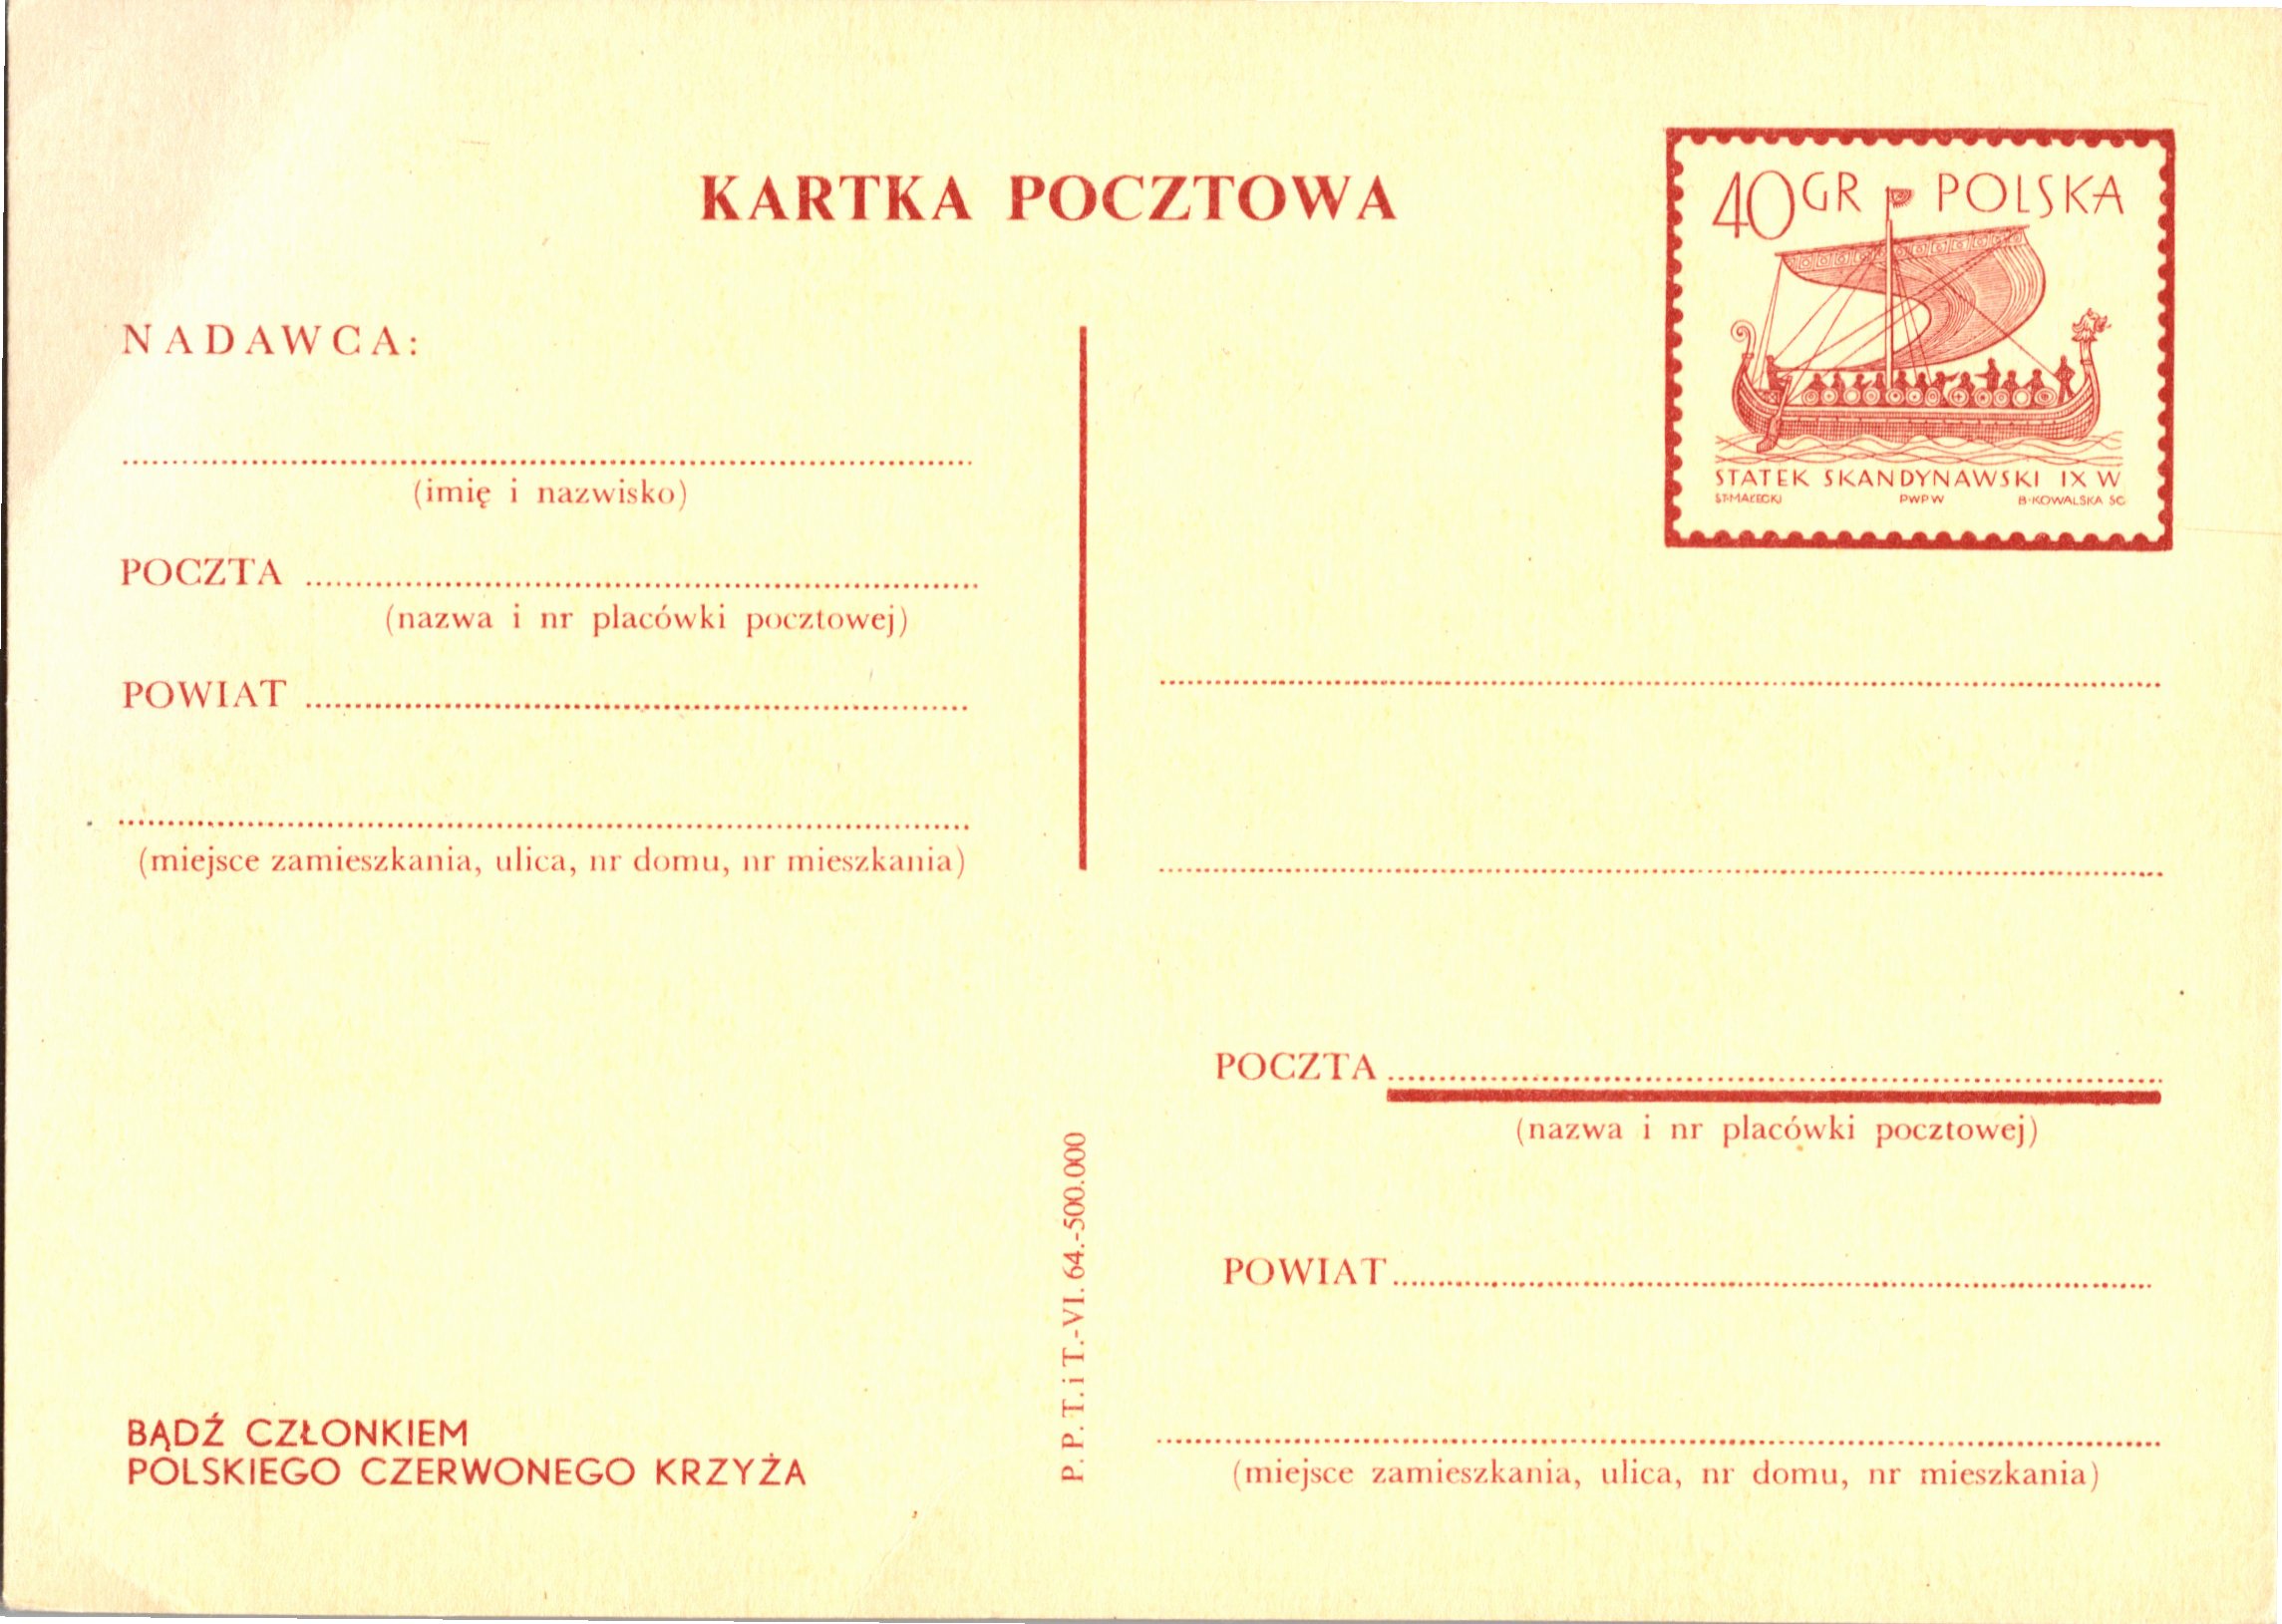 KARTKA POCZTOWA
40 GR POLSKA
STATEK SKANDYNAWSKI IX W
ST·MAŁECKI PWPW B·KOWALSKA SC
NADAWCA:
(imię i nazwisko)
POCZTA
(nazwa i nr placówki pocztowej)
POWIAT
(miejsce zamieszkania, ulica, nr domu, nr mieszkania)
BĄDŹ CZŁONKIEM
POLSKIEGO CZERWONEGO KRZYŻA
P. P. T. i T.-VI. 64.-500.000
POCZTA
(nazwa i nr placówki pocztowej)
POWIAT
(miejsce zamieszkania, ulica, nr domu, nr mieszkania)